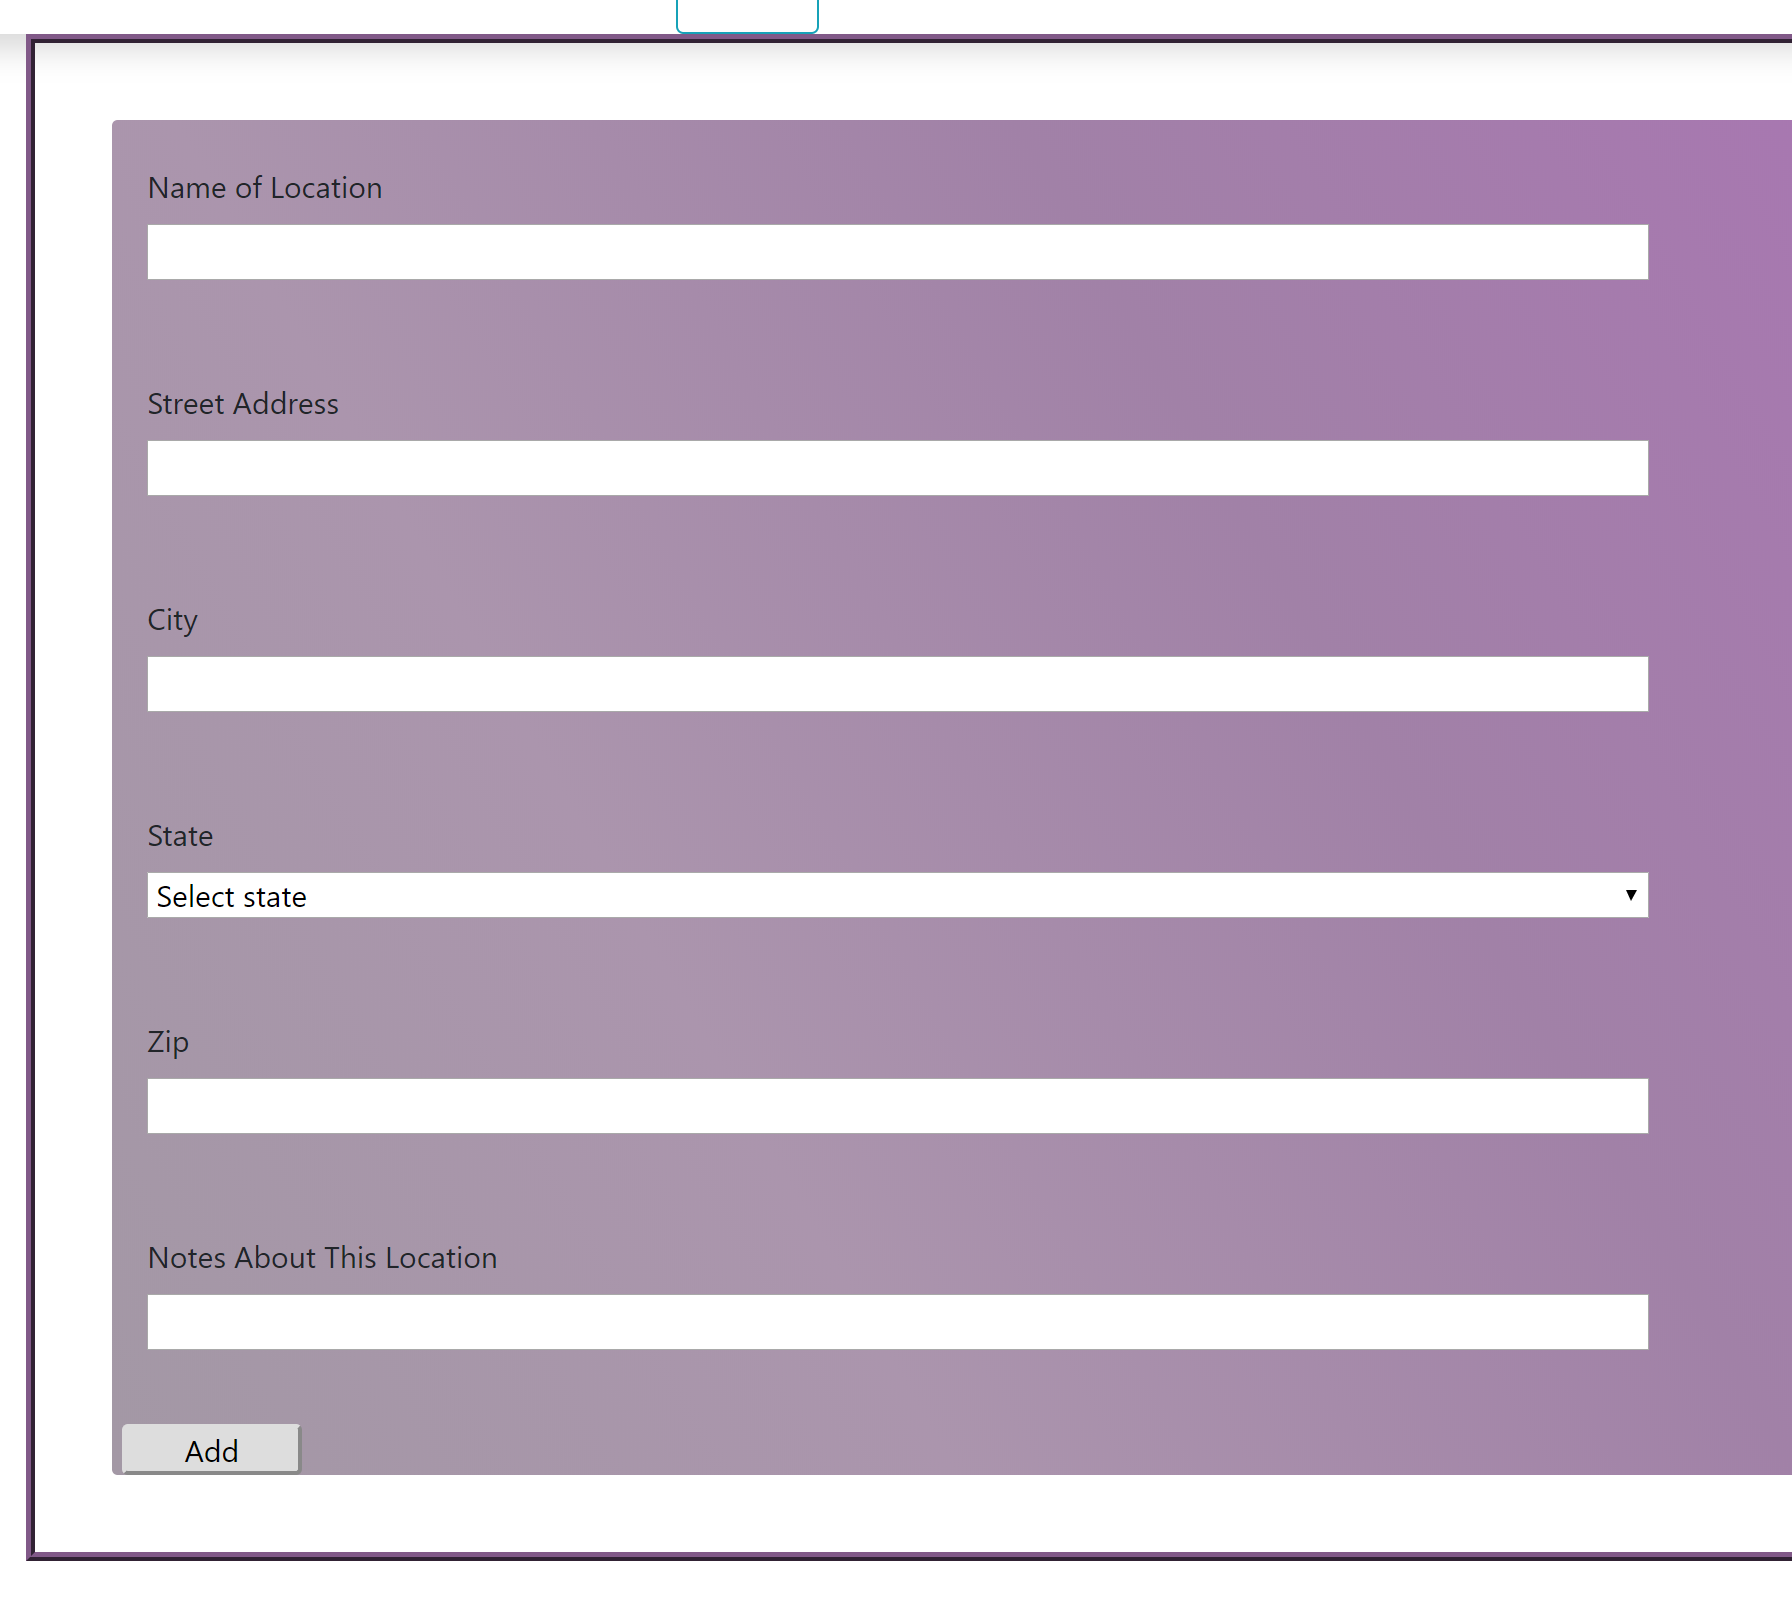 Name of Location
Street Address
City
State
Select state
Zip
Notes About This Location
Add